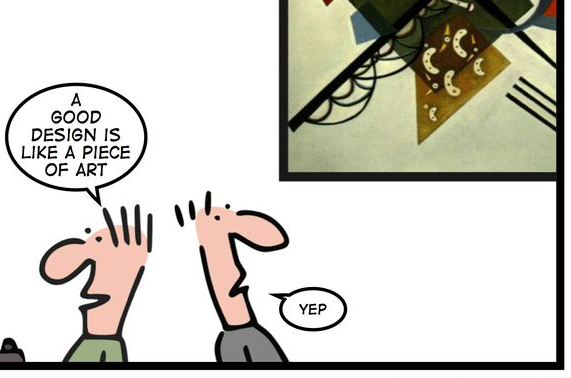 A
GOOD
DESIGN IS
LIKE A PIECE
OF ART
YEP